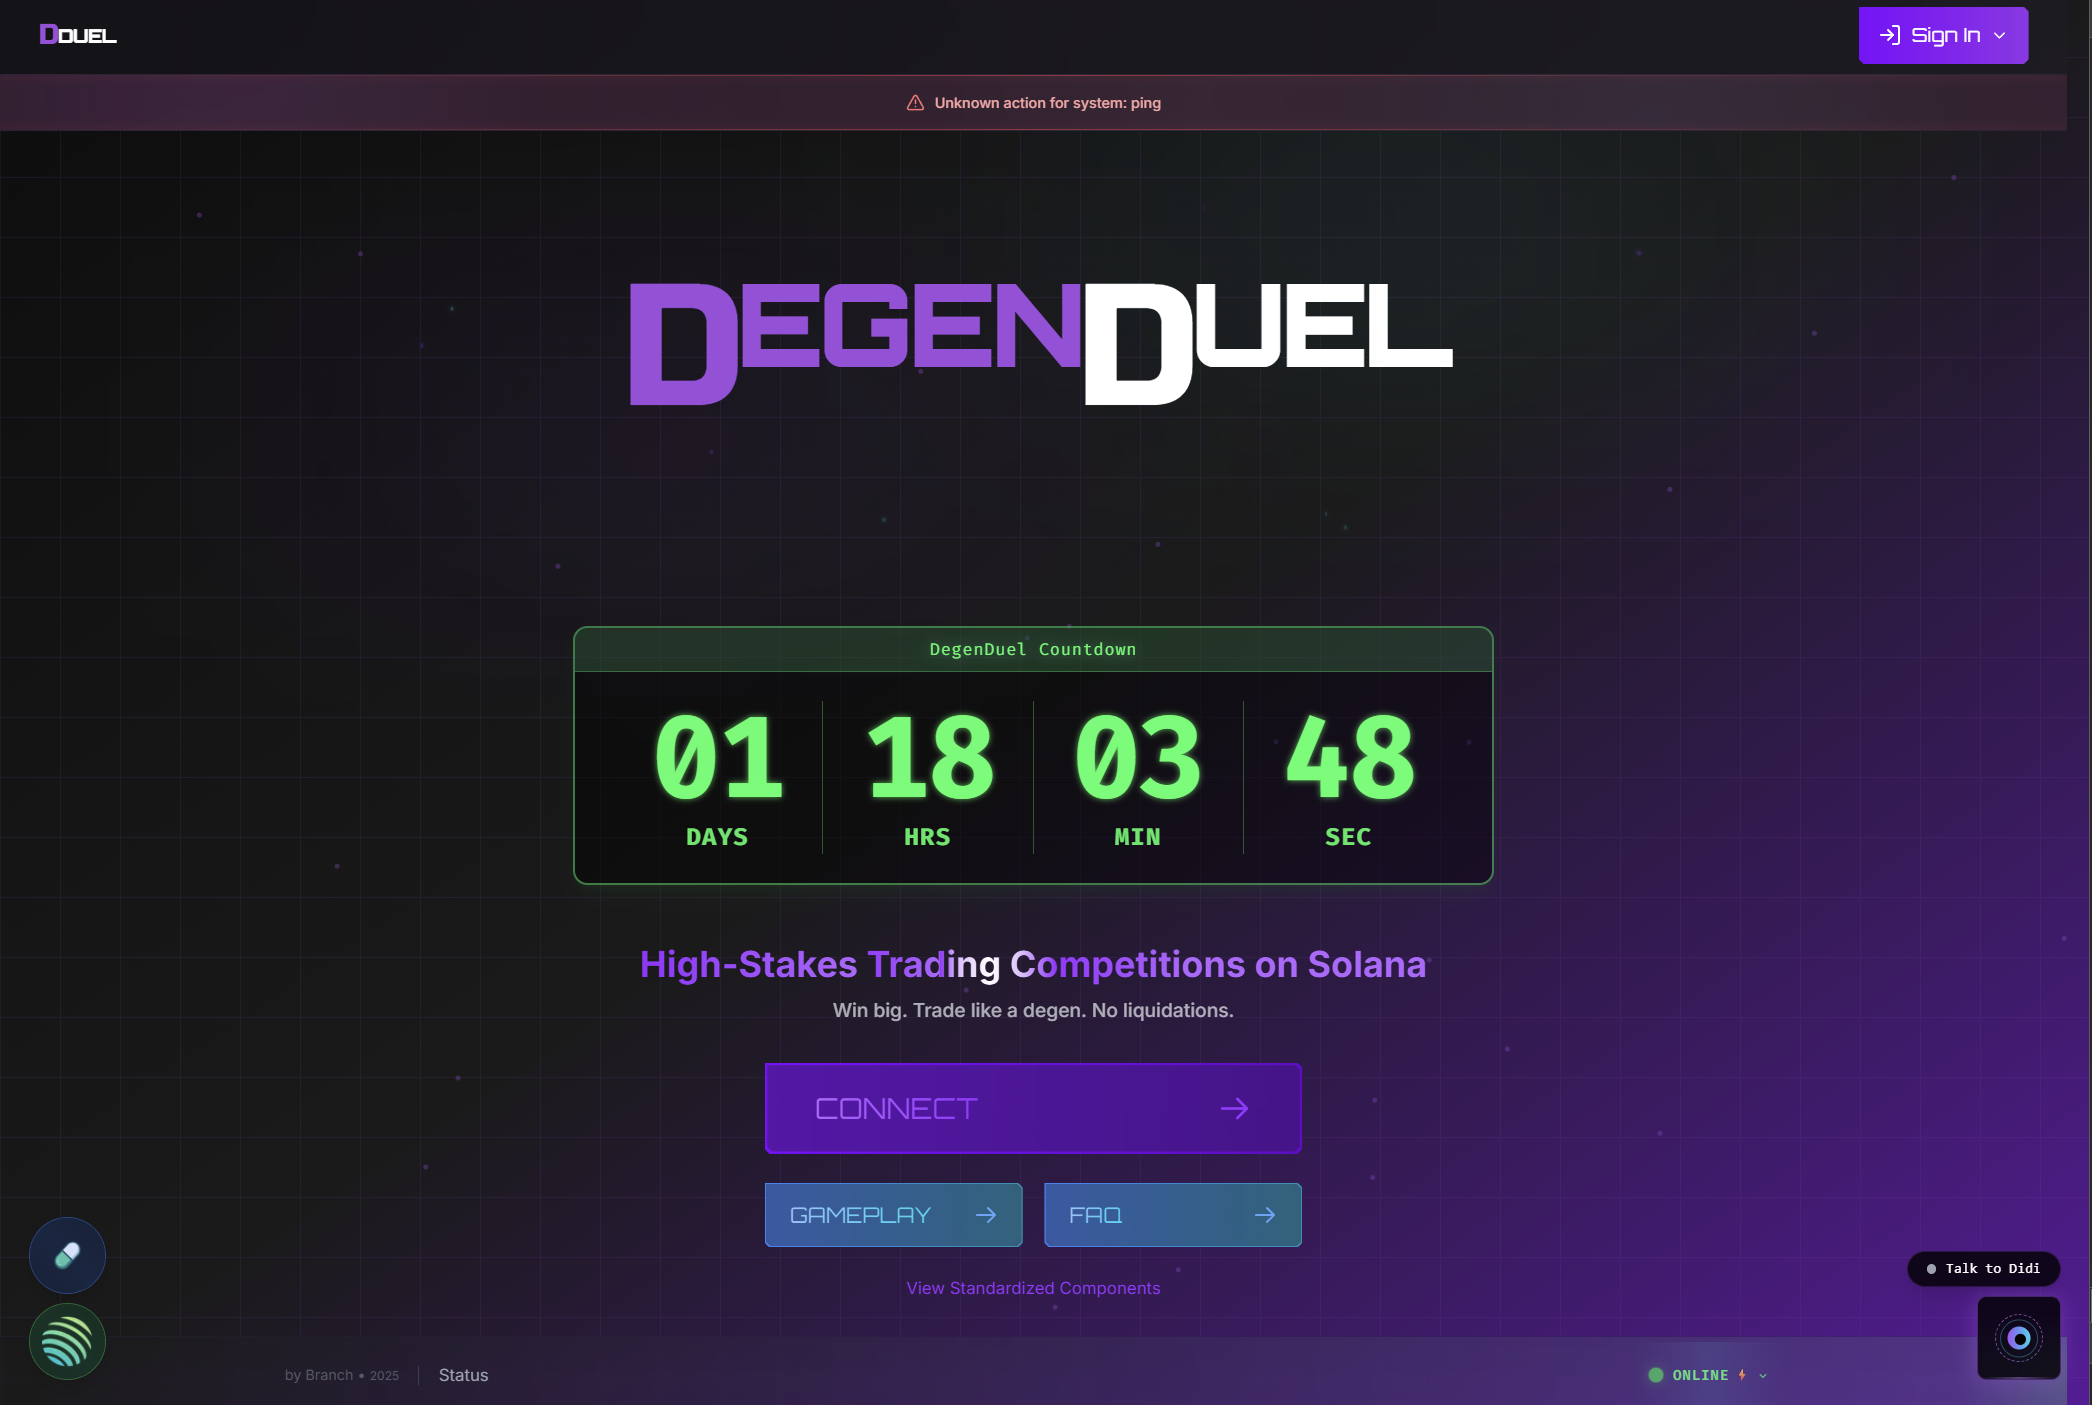 DDUEL
Sign In
Unknown action for system: ping
DEGENDUEL
DegenDuel Countdown
01 18 03 48
DAYS HRS MIN SEC
High-Stakes Trading Competitions on Solana
Win big. Trade like a degen. No liquidations.
CONNECT
GAMEPLAY FAQ
View Standardized Components
Talk to Didi
by Branch • 2025 Status ONLINE